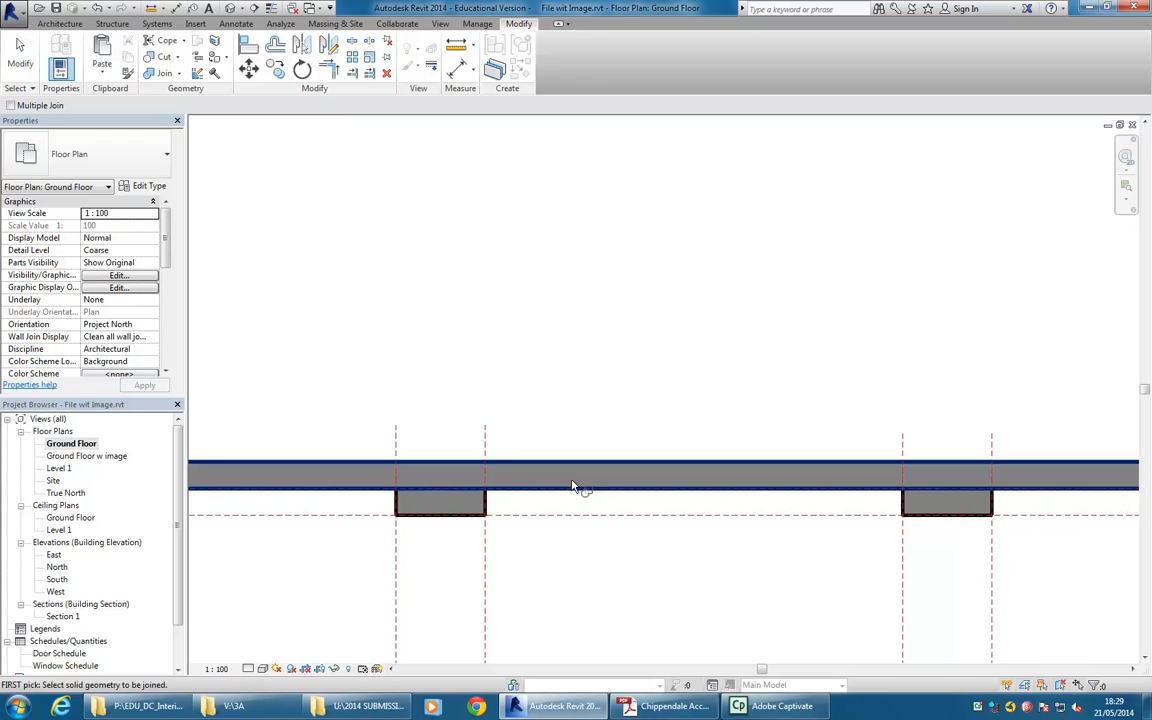 Autodesk Revit 2014 - Educational Version - File wit Image.rvt - Floor Plan: Ground Floor
Type a keyword or phrase
Sign In
Architecture Structure Systems Insert Annotate Analyze Massing & Site Collaborate View Manage Modify
Modify
Paste
Cope
Cut
Join
Select Properties Clipboard Geometry Modify View Measure Create
Multiple Join
Properties
Floor Plan
Floor Plan: Ground Floor Edit Type
Graphics
View Scale 1 : 100
Scale Value 1: 100
Display Model Normal
Detail Level Coarse
Parts Visibility Show Original
Visibility/Graphic... Edit...
Graphic Display O... Edit...
Underlay None
Underlay Orientat... Plan
Orientation Project North
Wall Join Display Clean all wall jo...
Discipline Architectural
Color Scheme Lo... Background
Color Scheme <none>
Properties help Apply
Project Browser - File wit Image.rvt
Views (all)
Floor Plans
Ground Floor
Ground Floor w image
Level 1
Site
True North
Ceiling Plans
Ground Floor
Level 1
Elevations (Building Elevation)
East
North
South
West
Sections (Building Section)
Section 1
Legends
Schedules/Quantities
Door Schedule
Window Schedule
1 : 100
FIRST pick: Select solid geometry to be joined.
:0
Main Model
:0
P:\EDU_DC_Interi...
V:\3A
U:\2014 SUBMISSI...
Autodesk Revit 20...
Chippendale Acc...
Adobe Captivate
18:29
21/05/2014